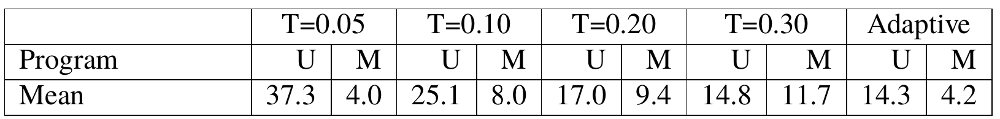 T=0.05 T=0.10 T=0.20 T=0.30 Adaptive
Program U M U M U M U M U M
Mean 37.3 4.0 25.1 8.0 17.0 9.4 14.8 11.7 14.3 4.2